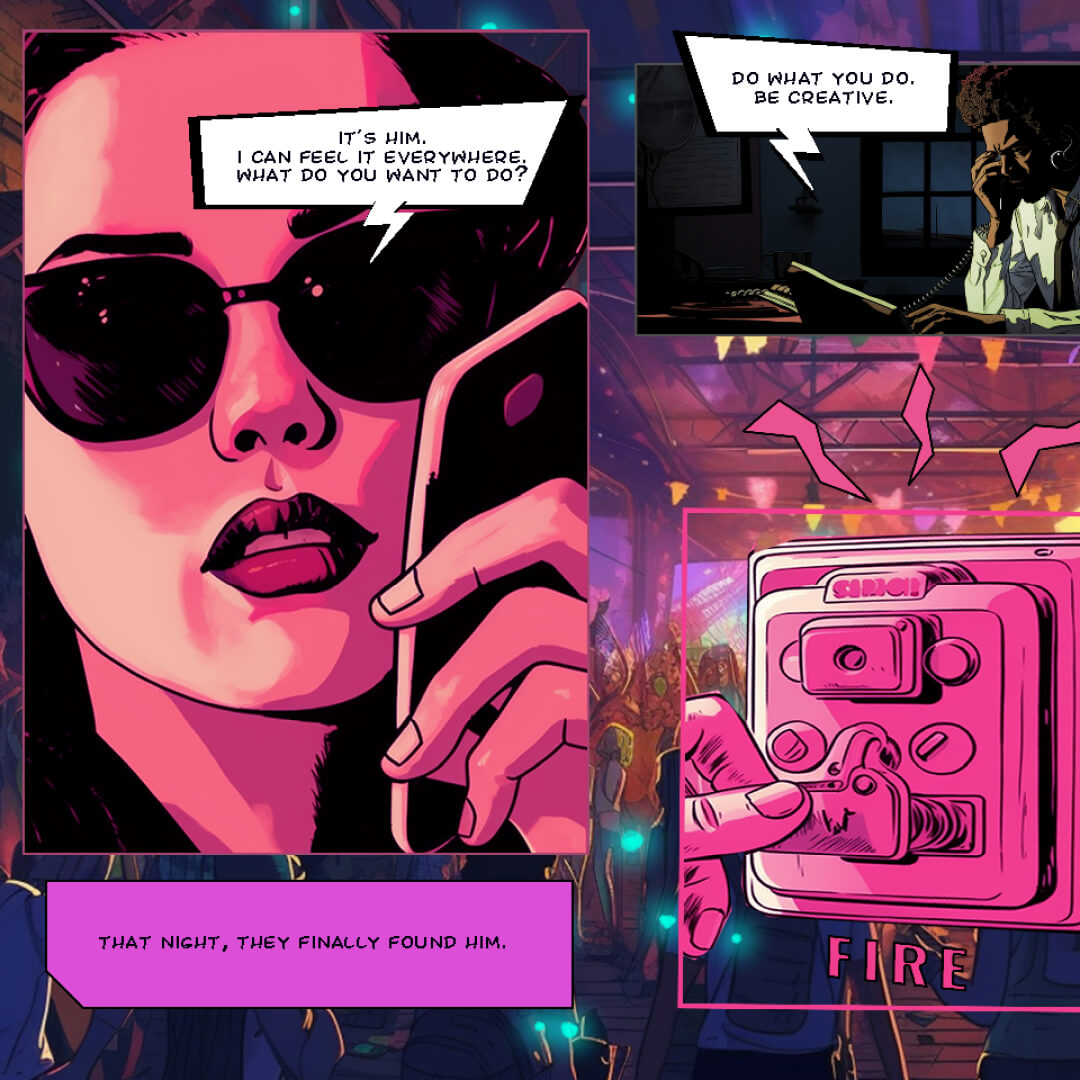 IT'S HIM.
I CAN FEEL IT EVERYWHERE.
WHAT DO YOU WANT TO DO?
DO WHAT YOU DO.
BE CREATIVE.
THAT NIGHT, THEY FINALLY FOUND HIM.
FIRE